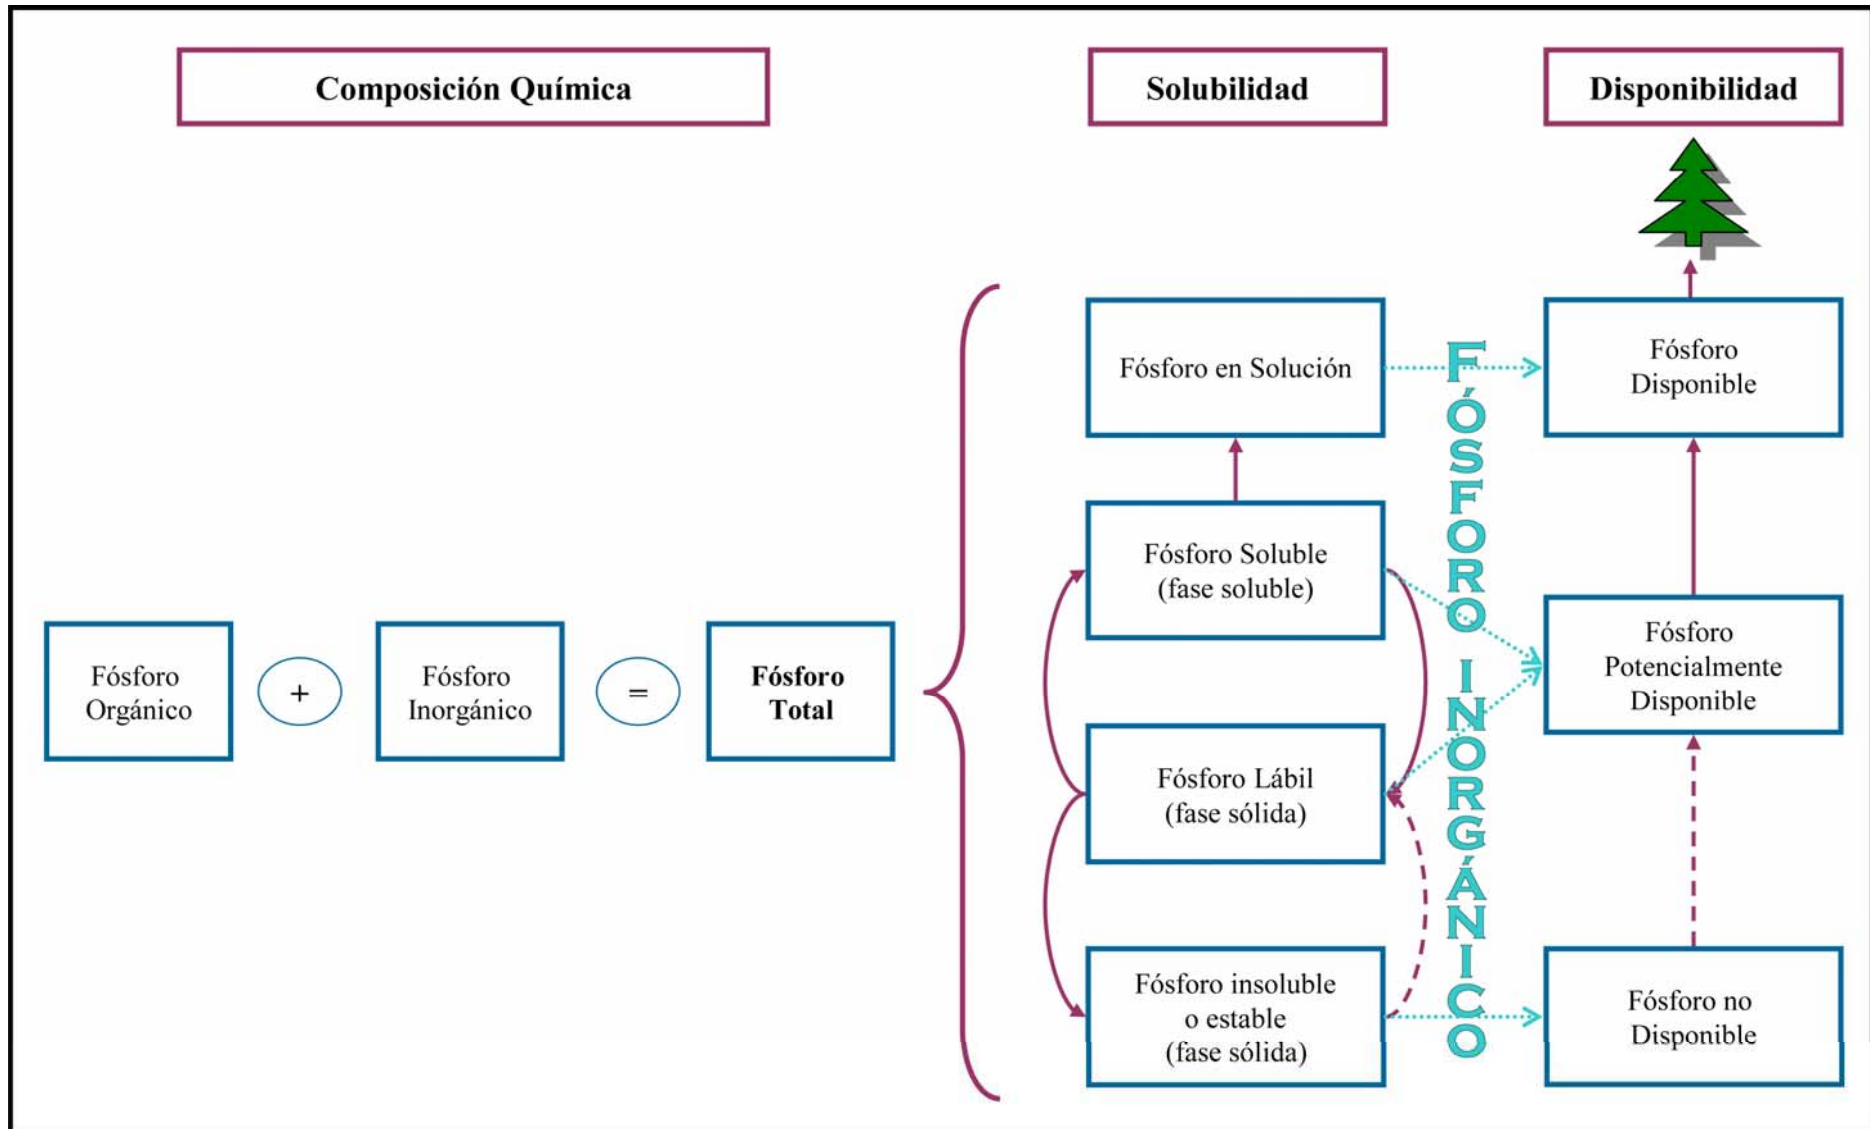 Composición Química
Solubilidad
Disponibilidad
Fósforo en Solución
Fósforo
Disponible
Fósforo Soluble
(fase soluble)
Fósforo
Orgánico
+
Fósforo
Inorgánico
=
Fósforo
Total
Fósforo
Potencialmente
Disponible
Fósforo Lábil
(fase sólida)
Fósforo insoluble
o estable
(fase sólida)
Fósforo no
Disponible
FÓSFORO INORGÁNICO